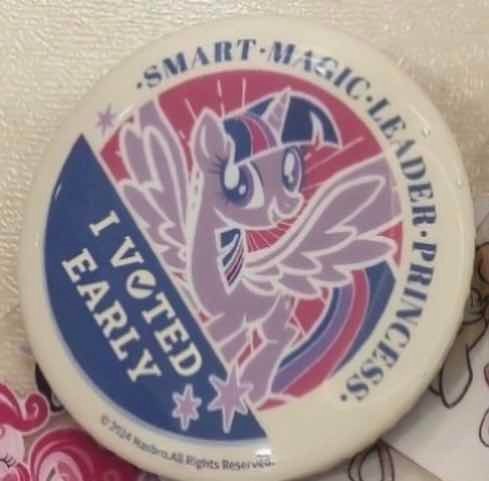 ·SMART·MAGIC·LEADER·PRINCESS·
I VOTED
EARLY
© 2024 Hasbro.All Rights Reserved.